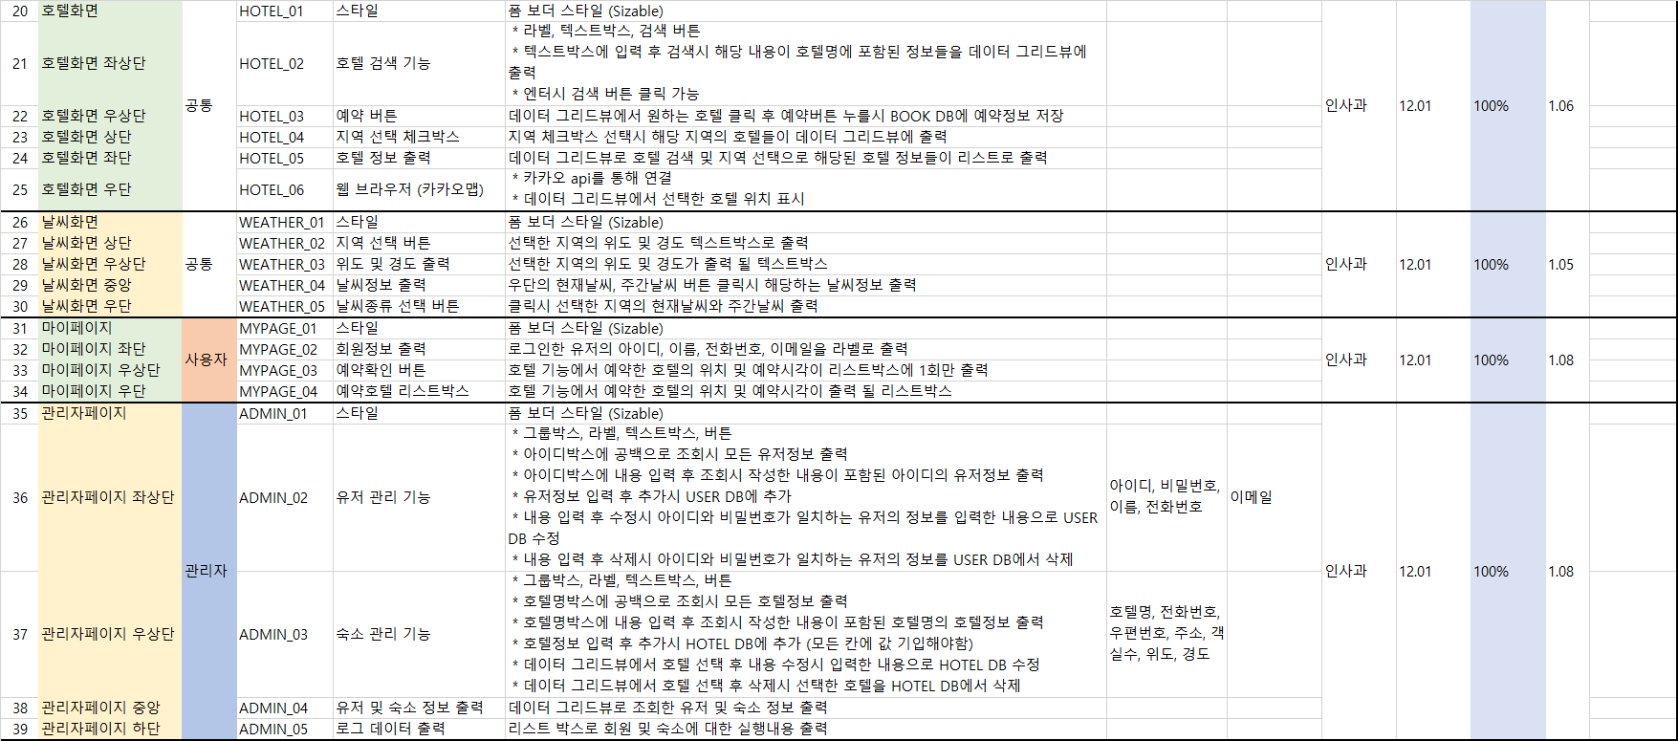 20 호텔화면 HOTEL_01 스타일 폼 보더 스타일 (Sizable)
* 라벨, 텍스트박스, 검색 버튼
* 텍스트박스에 입력 후 검색시 해당 내용이 호텔명에 포함된 정보들을 데이터 그리드뷰에
21 호텔화면 좌상단 HOTEL_02 호텔 검색 기능
출력
* 엔터시 검색 버튼 클릭 가능
공통 인사과 12.01 100% 1.06
22 호텔화면 우상단 HOTEL_03 예약 버튼 데이터 그리드뷰에서 원하는 호텔 클릭 후 예약버튼 누를시 BOOK DB에 예약정보 저장
23 호텔화면 상단 HOTEL_04 지역 선택 체크박스 지역 체크박스 선택시 해당 지역의 호텔들이 데이터 그리드뷰에 출력
24 호텔화면 좌단 HOTEL_05 호텔 정보 출력 데이터 그리드뷰로 호텔 검색 및 지역 선택으로 해당된 호텔 정보들이 리스트로 출력
* 카카오 api를 통해 연결
25 호텔화면 우단 HOTEL_06 웹 브라우저 (카카오맵)
* 데이터 그리드뷰에서 선택한 호텔 위치 표시
26 날씨화면 WEATHER_01 스타일 폼 보더 스타일 (Sizable)
27 날씨화면 상단 WEATHER_02 지역 선택 버튼 선택한 지역의 위도 및 경도 텍스트박스로 출력
28 날씨화면 우상단 공통 WEATHER_03 위도 및 경도 출력 선택한 지역의 위도 및 경도가 출력 될 텍스트박스 인사과 12.01 100% 1.05
29 날씨화면 중앙 WEATHER_04 날씨정보 출력 우단의 현재날씨, 주간날씨 버튼 클릭시 해당하는 날씨정보 출력
30 날씨화면 우단 WEATHER_05 날씨종류 선택 버튼 클릭시 선택한 지역의 현재날씨와 주간날씨 출력
31 마이페이지 MYPAGE_01 스타일 폼 보더 스타일 (Sizable)
32 마이페이지 좌단 MYPAGE_02 회원정보 출력 로그인한 유저의 아이디, 이름, 전화번호, 이메일을 라벨로 출력
사용자 인사과 12.01 100% 1.08
33 마이페이지 우상단 MYPAGE_03 예약확인 버튼 호텔 기능에서 예약한 호텔의 위치 및 예약시각이 리스트박스에 1회만 출력
34 마이페이지 우단 MYPAGE_04 예약호텔 리스트박스 호텔 기능에서 예약한 호텔의 위치 및 예약시각이 출력 될 리스트박스
35 관리자페이지 ADMIN_01 스타일 폼 보더 스타일 (Sizable)
* 그룹박스, 라벨, 텍스트박스, 버튼
* 아이디박스에 공백으로 조회시 모든 유저정보 출력
* 아이디박스에 내용 입력 후 조회시 작성한 내용이 포함된 아이디의 유저정보 출력
아이디, 비밀번호,
36 관리자페이지 좌상단 ADMIN_02 유저 관리 기능 * 유저정보 입력 후 추가시 USER DB에 추가 이메일
이름, 전화번호
* 내용 입력 후 수정시 아이디와 비밀번호가 일치하는 유저의 정보를 입력한 내용으로 USER
DB 수정
* 내용 입력 후 삭제시 아이디와 비밀번호가 일치하는 유저의 정보를 USER DB에서 삭제
관리자 인사과 12.01 100% 1.08
* 그룹박스, 라벨, 텍스트박스, 버튼
* 호텔명박스에 공백으로 조회시 모든 호텔정보 출력
호텔명, 전화번호,
* 호텔명박스에 내용 입력 후 조회시 작성한 내용이 포함된 호텔명의 호텔정보 출력
37 관리자페이지 우상단 ADMIN_03 숙소 관리 기능 우편번호, 주소, 객
* 호텔정보 입력 후 추가시 HOTEL DB에 추가 (모든 칸에 값 기입해야함)
실수, 위도, 경도
* 데이터 그리드뷰에서 호텔 선택 후 내용 수정시 입력한 내용으로 HOTEL DB 수정
* 데이터 그리드뷰에서 호텔 선택 후 삭제시 선택한 호텔을 HOTEL DB에서 삭제
38 관리자페이지 중앙 ADMIN_04 유저 및 숙소 정보 출력 데이터 그리드뷰로 조회한 유저 및 숙소 정보 출력
39 관리자페이지 하단 ADMIN_05 로그 데이터 출력 리스트 박스로 회원 및 숙소에 대한 실행내용 출력